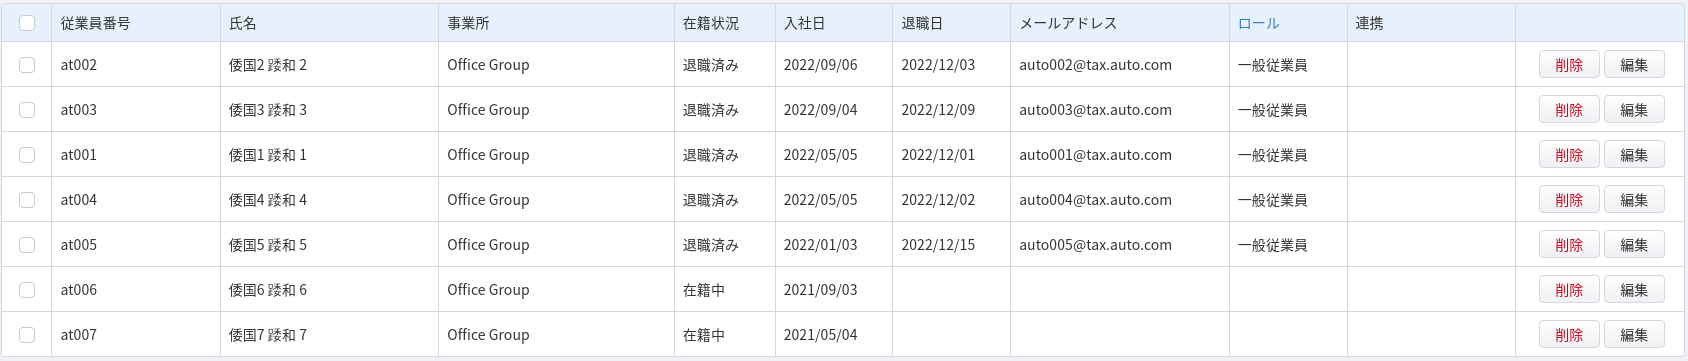 従業員番号 氏名 事業所 在籍状況 入社日 退職日 メールアドレス ロール 連携
at002 倭国2 踒和 2 Office Group 退職済み 2022/09/06 2022/12/03 auto002@tax.auto.com 一般従業員 削除 編集
at003 倭国3 踒和 3 Office Group 退職済み 2022/09/04 2022/12/09 auto003@tax.auto.com 一般従業員 削除 編集
at001 倭国1 踒和 1 Office Group 退職済み 2022/05/05 2022/12/01 auto001@tax.auto.com 一般従業員 削除 編集
at004 倭国4 踒和 4 Office Group 退職済み 2022/05/05 2022/12/02 auto004@tax.auto.com 一般従業員 削除 編集
at005 倭国5 踒和 5 Office Group 退職済み 2022/01/03 2022/12/15 auto005@tax.auto.com 一般従業員 削除 編集
at006 倭国6 踒和 6 Office Group 在籍中 2021/09/03 削除 編集
at007 倭国7 踒和 7 Office Group 在籍中 2021/05/04 削除 編集